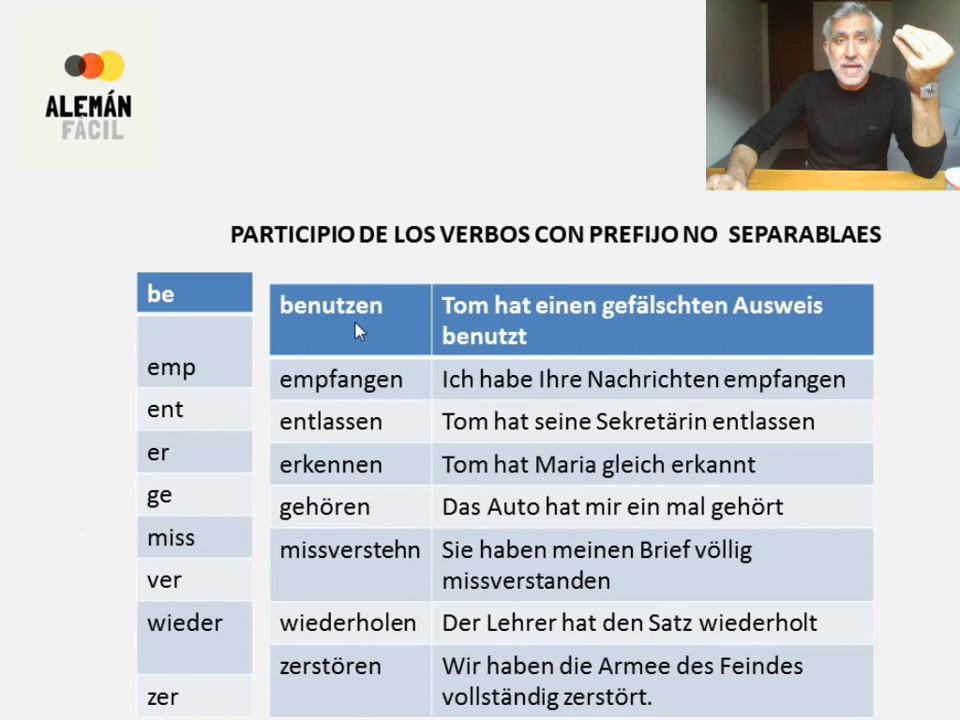 ALEMÁN
FÁCIL
PARTICIPIO DE LOS VERBOS CON PREFIJO NO SEPARABLAES
be
emp
ent
er
ge
miss
ver
wieder
zer
benutzen
Tom hat einen gefälschten Ausweis
benutzt
empfangen
Ich habe Ihre Nachrichten empfangen
entlassen
Tom hat seine Sekretärin entlassen
erkennen
Tom hat Maria gleich erkannt
gehören
Das Auto hat mir ein mal gehört
missverstehn
Sie haben meinen Brief völlig
missverstanden
wiederholen
Der Lehrer hat den Satz wiederholt
zerstören
Wir haben die Armee des Feindes
vollständig zerstört.